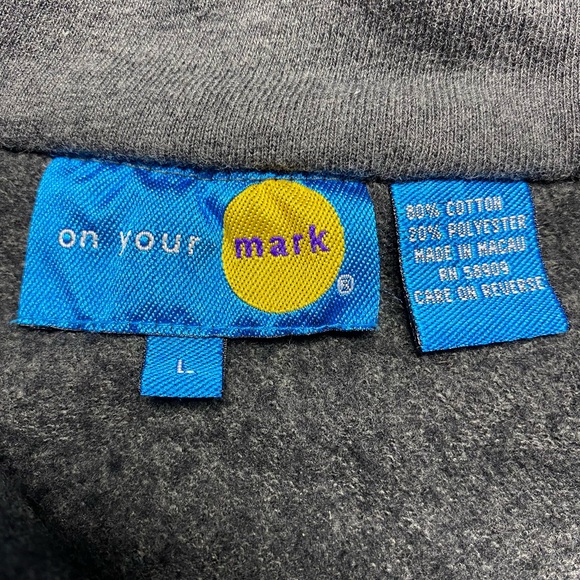 on your mark ®
L
80% COTTON
20% POLYESTER
MADE IN MACAU
RN 58909
CARE ON REVERSE